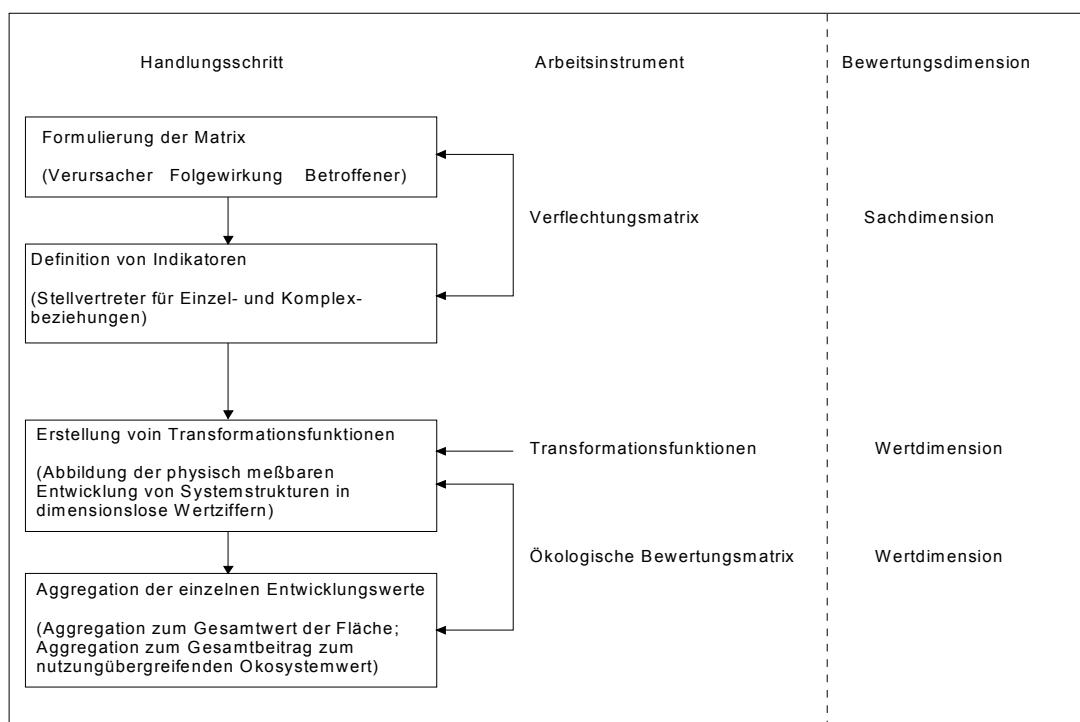 Handlungsschritt
Arbeitsinstrument
Bewertungsdimension
Formulierung der Matrix
(Verursacher Folgewirkung Betroffener)
Verflechtungsmatrix
Sachdimension
Definition von Indikatoren
(Stellvertreter für Einzel- und Komplex-
beziehungen)
Erstellung voin Transformationsfunktionen
(Abbildung der physisch meßbaren
Entwicklung von Systemstrukturen in
dimensionslose Wertziffern)
Transformationsfunktionen
Wertdimension
Ökologische Bewertungsmatrix
Wertdimension
Aggregation der einzelnen Entwicklungswerte
(Aggregation zum Gesamtwert der Fläche;
Aggregation zum Gesamtbeitrag zum
nutzungübergreifenden Okosystemwert)